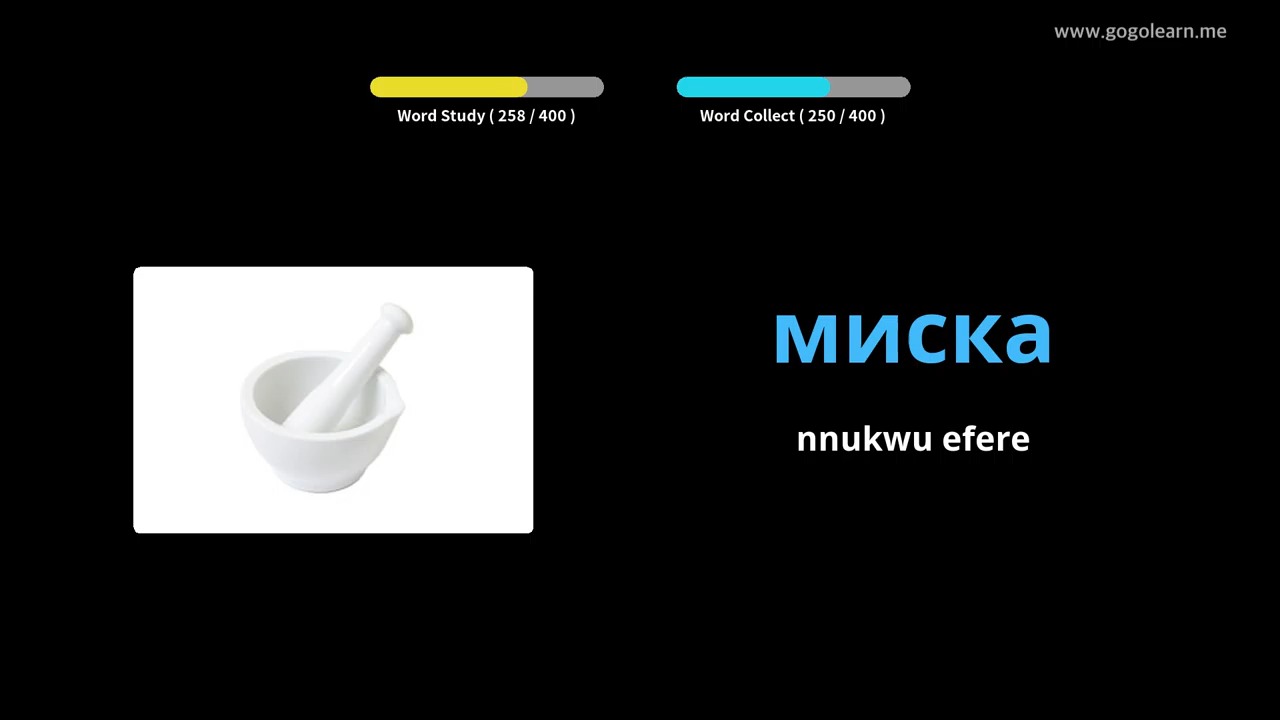 www.gogolearn.me
Word Study ( 258 / 400 )
Word Collect ( 250 / 400 )
миска
nnukwu efere